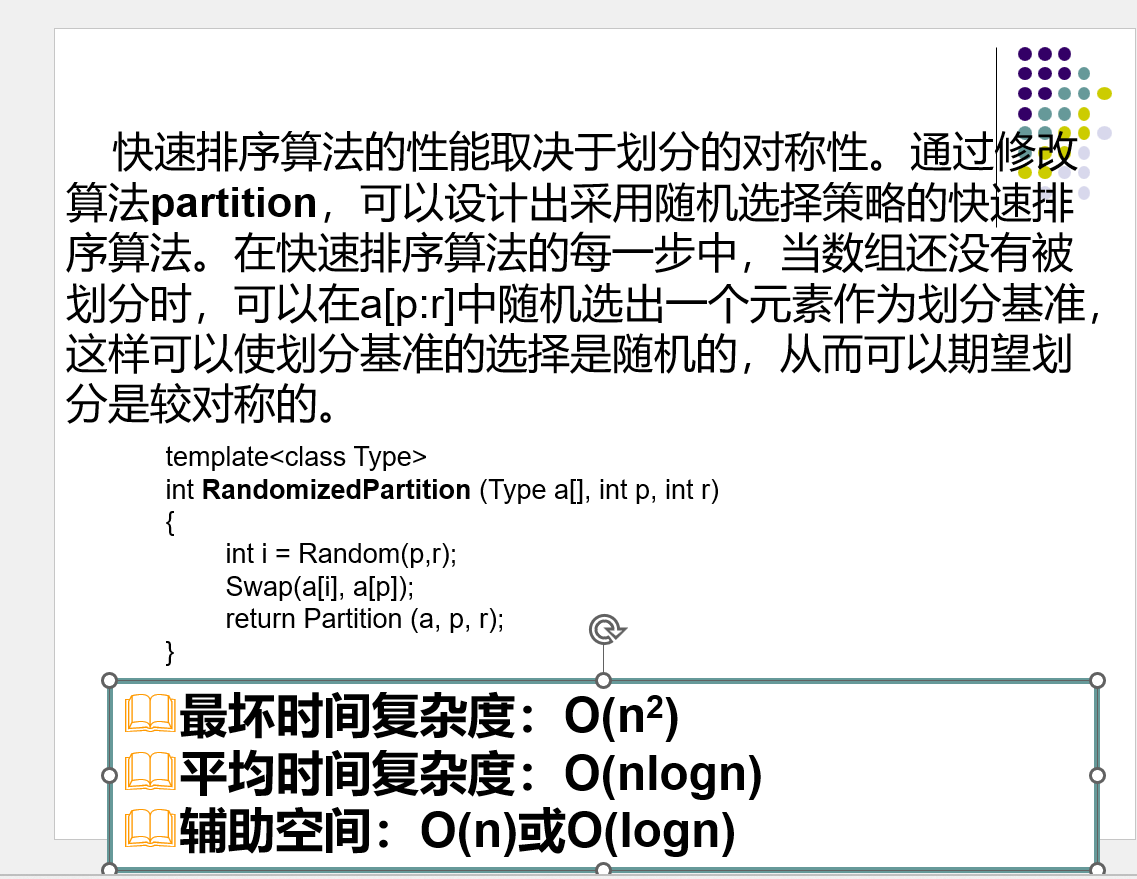 快速排序算法的性能取决于划分的对称性。通过修改
算法partition，可以设计出采用随机选择策略的快速排
序算法。在快速排序算法的每一步中，当数组还没有被
划分时，可以在a[p:r]中随机选出一个元素作为划分基准，
这样可以使划分基准的选择是随机的，从而可以期望划
分是较对称的。
template<class Type>
int RandomizedPartition (Type a[], int p, int r)
{
int i = Random(p,r);
Swap(a[i], a[p]);
return Partition (a, p, r);
}
最坏时间复杂度：O(n²)
平均时间复杂度：O(nlogn)
辅助空间：O(n)或O(logn)